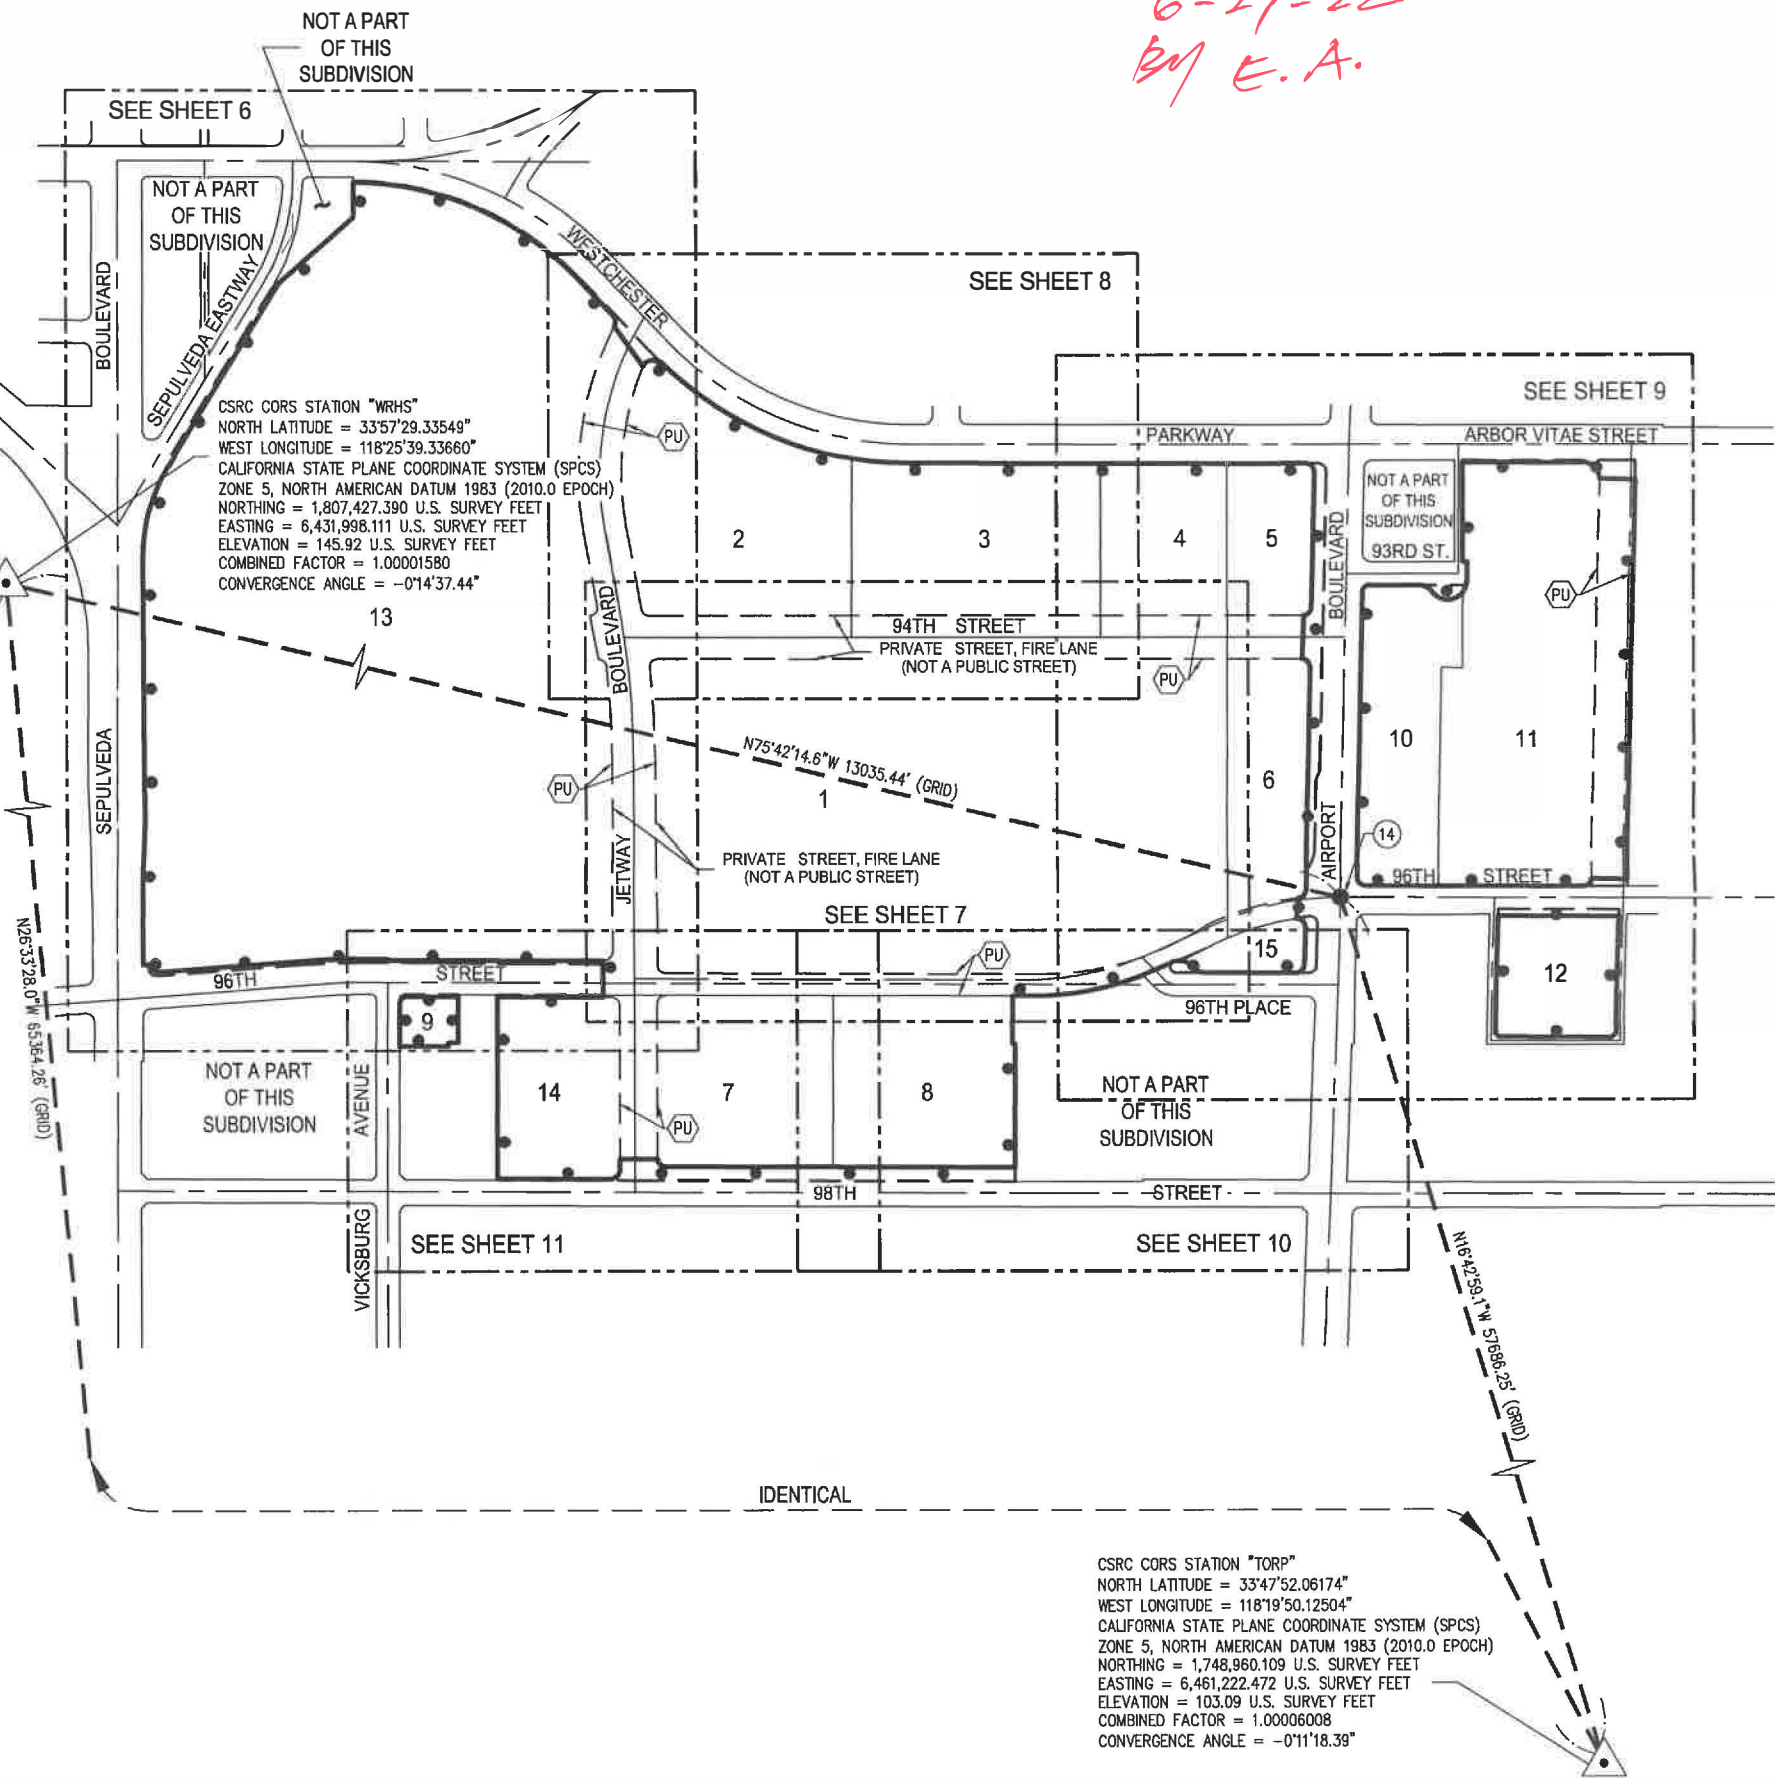 6-29-22
By E. A.
NOT A PART
OF THIS
SUBDIVISION
SEE SHEET 6
NOT A PART
OF THIS
SUBDIVISION
BOULEVARD
SEPULVEDA EASTWAY
WESTCHESTER
SEE SHEET 8
SEE SHEET 9
CSRC CORS STATION "WRHS"
NORTH LATITUDE = 33°57'29.33549"
WEST LONGITUDE = 118°25'39.33660"
CALIFORNIA STATE PLANE COORDINATE SYSTEM (SPCS)
ZONE 5, NORTH AMERICAN DATUM 1983 (2010.0 EPOCH)
NORTHING = 1,807,427.390 U.S. SURVEY FEET
EASTING = 6,431,998.111 U.S. SURVEY FEET
ELEVATION = 145.92 U.S. SURVEY FEET
COMBINED FACTOR = 1.00001580
CONVERGENCE ANGLE = -0°14'37.44"
PU
PARKWAY
ARBOR VITAE STREET
NOT A PART
OF THIS
SUBDIVISION
93RD ST.
2
3
4
5
BOULEVARD
PU
13
BOULEVARD
94TH STREET
PRIVATE STREET, FIRE LANE
(NOT A PUBLIC STREET)
PU
SEPULVEDA
N75°42'14.6"W 13035.44' (GRID)
PU
1
6
10
11
AIRPORT
14
JETWAY
PRIVATE STREET, FIRE LANE
(NOT A PUBLIC STREET)
96TH STREET
SEE SHEET 7
PU
15
12
96TH STREET
96TH PLACE
9
N26°33'28.0"W 65364.26' (GRID)
NOT A PART
OF THIS
SUBDIVISION
AVENUE
14
7
8
PU
NOT A PART
OF THIS
SUBDIVISION
98TH STREET
VICKSBURG
SEE SHEET 11
SEE SHEET 10
N16°42'59.1"W 57686.25' (GRID)
IDENTICAL
CSRC CORS STATION "TORP"
NORTH LATITUDE = 33°47'52.06174"
WEST LONGITUDE = 118°19'50.12504"
CALIFORNIA STATE PLANE COORDINATE SYSTEM (SPCS)
ZONE 5, NORTH AMERICAN DATUM 1983 (2010.0 EPOCH)
NORTHING = 1,748,960.109 U.S. SURVEY FEET
EASTING = 6,461,222.472 U.S. SURVEY FEET
ELEVATION = 103.09 U.S. SURVEY FEET
COMBINED FACTOR = 1.00006008
CONVERGENCE ANGLE = -0°11'18.39"